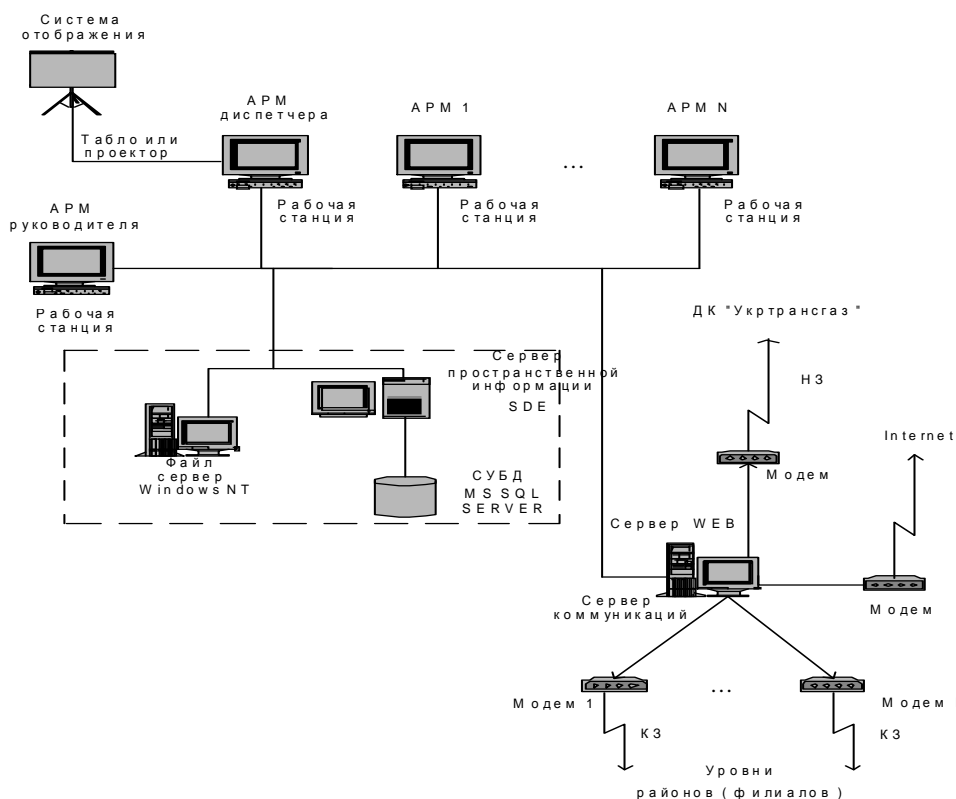 Система
отображения
АРМ
диспетчера
АРМ 1
АРМ N
Табло или
проектор
...
Рабочая
станция
Рабочая
станция
Рабочая
станция
АРМ
руководителя
Рабочая
станция
ДК "Укртрансгаз"
Сервер
пространственной
информации
SDE
НЗ
Internet
Файл
сервер
Windows NT
СУБД
MS SQL
SERVER
Модем
Сервер WEB
Сервер
коммуникаций
Модем
Модем 1
...
Модем
КЗ
КЗ
Уровни
районов (филиалов)